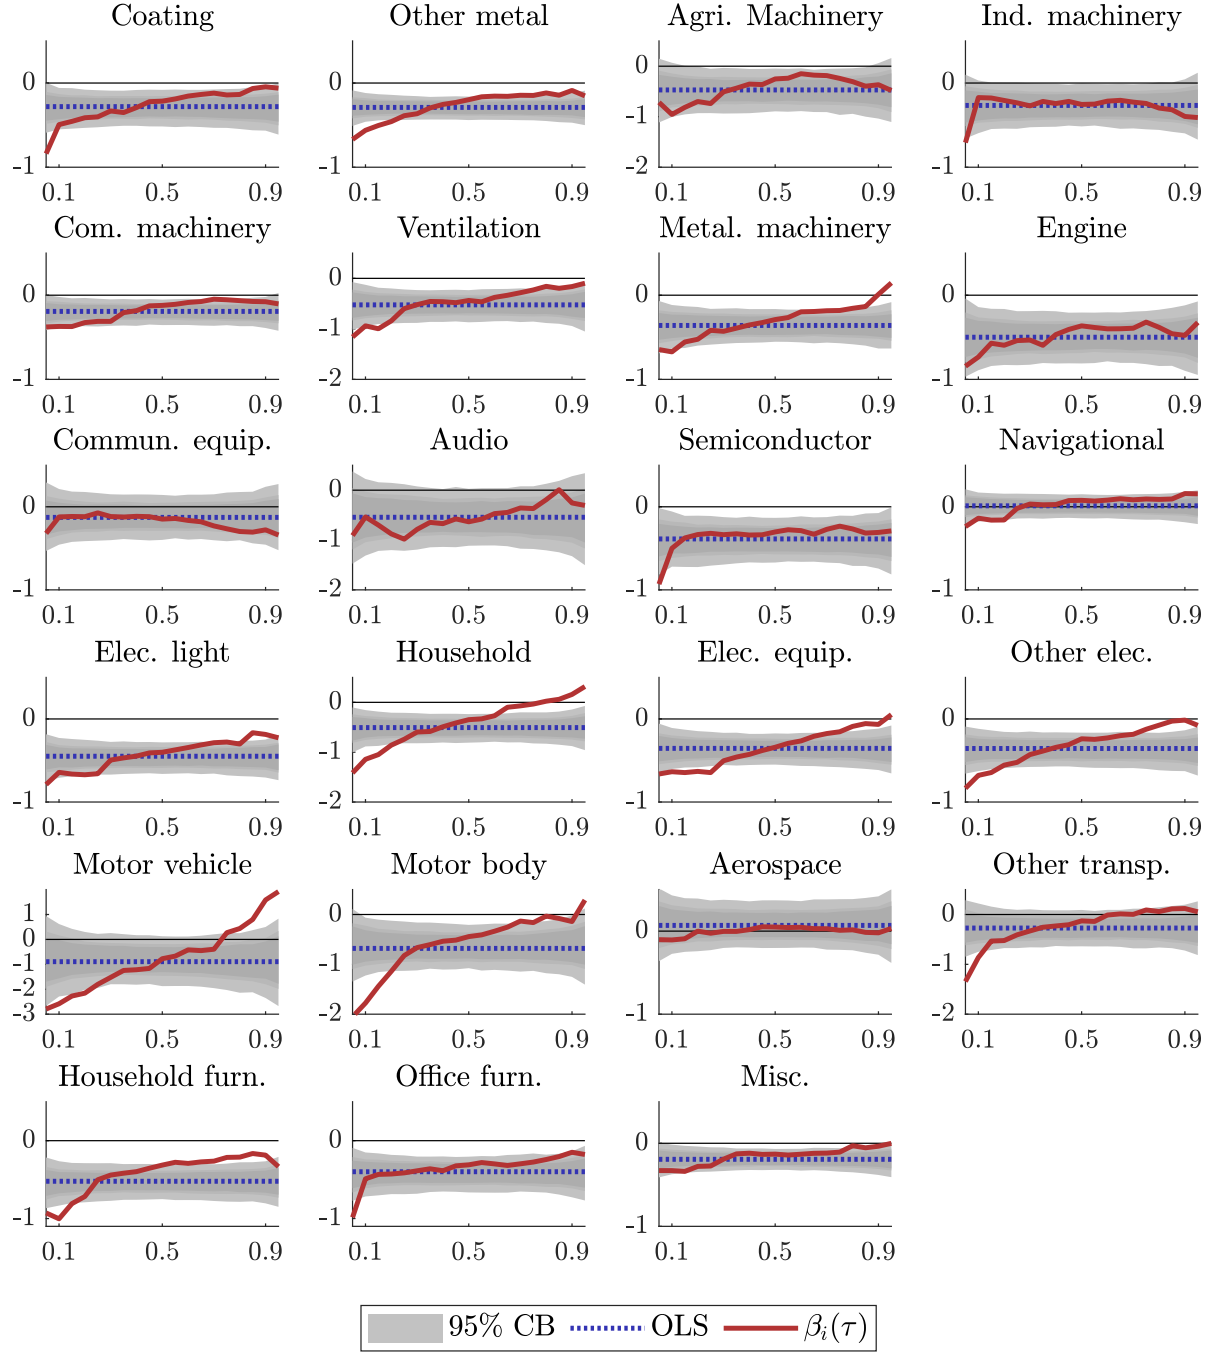 Coating Other metal Agri. Machinery Ind. machinery
0 0 0 0
-1
-1 -1 -2 -1
0.1 0.5 0.9 0.1 0.5 0.9 0.1 0.5 0.9 0.1 0.5 0.9
Com. machinery Ventilation Metal. machinery Engine
0 0 0 0
-1
-1 -2 -1 -1
0.1 0.5 0.9 0.1 0.5 0.9 0.1 0.5 0.9 0.1 0.5 0.9
Commun. equip. Audio Semiconductor Navigational
0 0 0 0
-1
-1 -2 -1 -1
0.1 0.5 0.9 0.1 0.5 0.9 0.1 0.5 0.9 0.1 0.5 0.9
Elec. light Household Elec. equip. Other elec.
0 0 0 0
-1
-1 -2 -1 -1
0.1 0.5 0.9 0.1 0.5 0.9 0.1 0.5 0.9 0.1 0.5 0.9
Motor vehicle Motor body Aerospace Other transp.
1 0 0 0
0
-1 -1 -1
-2
-3 -2 -1 -2
0.1 0.5 0.9 0.1 0.5 0.9 0.1 0.5 0.9 0.1 0.5 0.9
Household furn. Office furn. Misc.
0 0 0
-1 -1 -1
0.1 0.5 0.9 0.1 0.5 0.9 0.1 0.5 0.9
95% CB OLS β_i(τ)